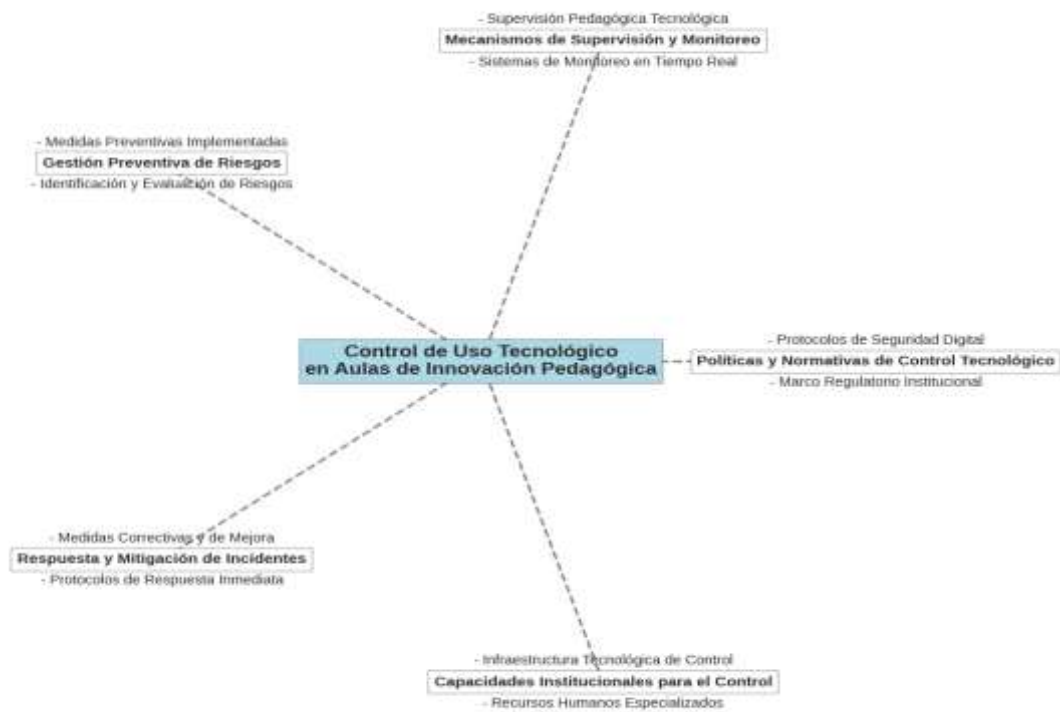 - Supervisión Pedagógica Tecnológica
Mecanismos de Supervisión y Monitoreo
- Sistemas de Monitoreo en Tiempo Real
- Medidas Preventivas Implementadas
Gestión Preventiva de Riesgos
- Identificación y Evaluación de Riesgos
Control de Uso Tecnológico
en Aulas de Innovación Pedagógica
- Protocolos de Seguridad Digital
Políticas y Normativas de Control Tecnológico
- Marco Regulatorio Institucional
- Medidas Correctivas y de Mejora
Respuesta y Mitigación de Incidentes
- Protocolos de Respuesta Inmediata
- Infraestructura Tecnológica de Control
Capacidades Institucionales para el Control
- Recursos Humanos Especializados